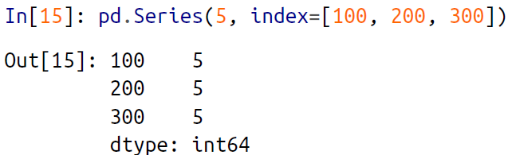 In[15]: pd.Series(5, index=[100, 200, 300])
Out[15]: 100    5
         200    5
         300    5
         dtype: int64